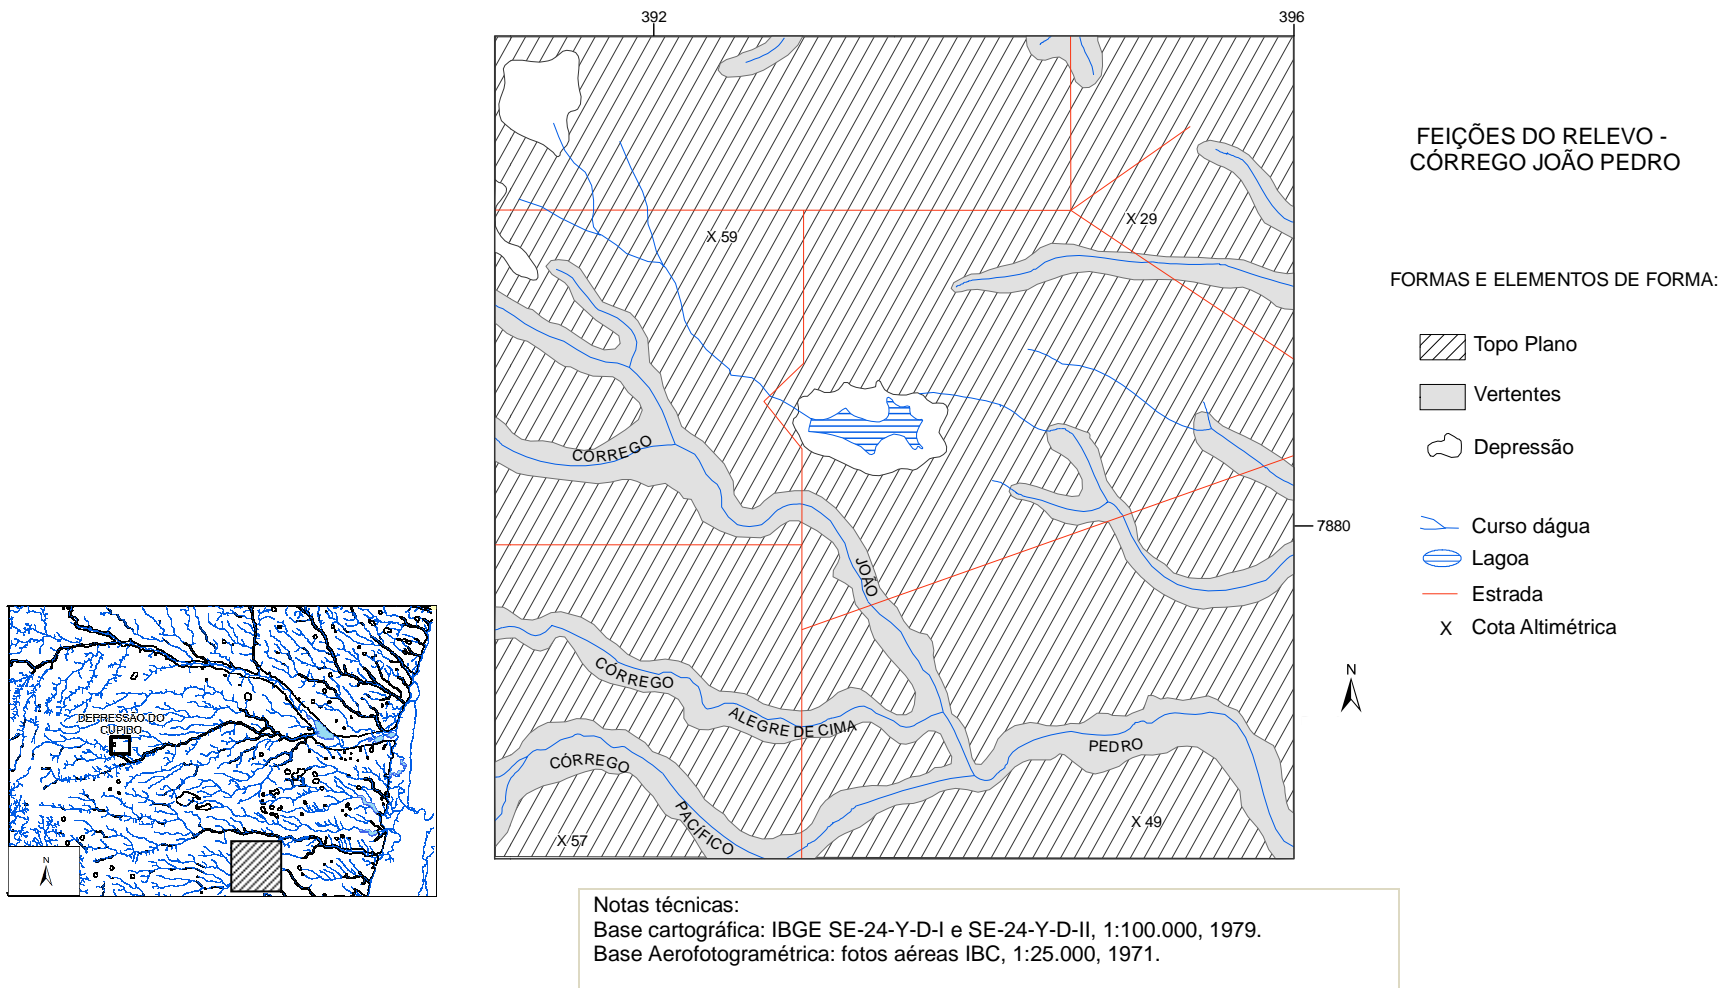 392
396
FEIÇÕES DO RELEVO -
CÓRREGO JOÃO PEDRO
X 29
X 59
FORMAS E ELEMENTOS DE FORMA:
Topo Plano
Vertentes
Depressão
CÓRREGO
7880
Curso dágua
Lagoa
Estrada
X Cota Altimétrica
JOÃO
N
CÓRREGO
ALEGRE DE CIMA
PEDRO
CÓRREGO
PACÍFICO
X 49
X 57
DEPRESSÃO DO
CUPIDO
N
Notas técnicas:
Base cartográfica: IBGE SE-24-Y-D-I e SE-24-Y-D-II, 1:100.000, 1979.
Base Aerofotogramétrica: fotos aéreas IBC, 1:25.000, 1971.